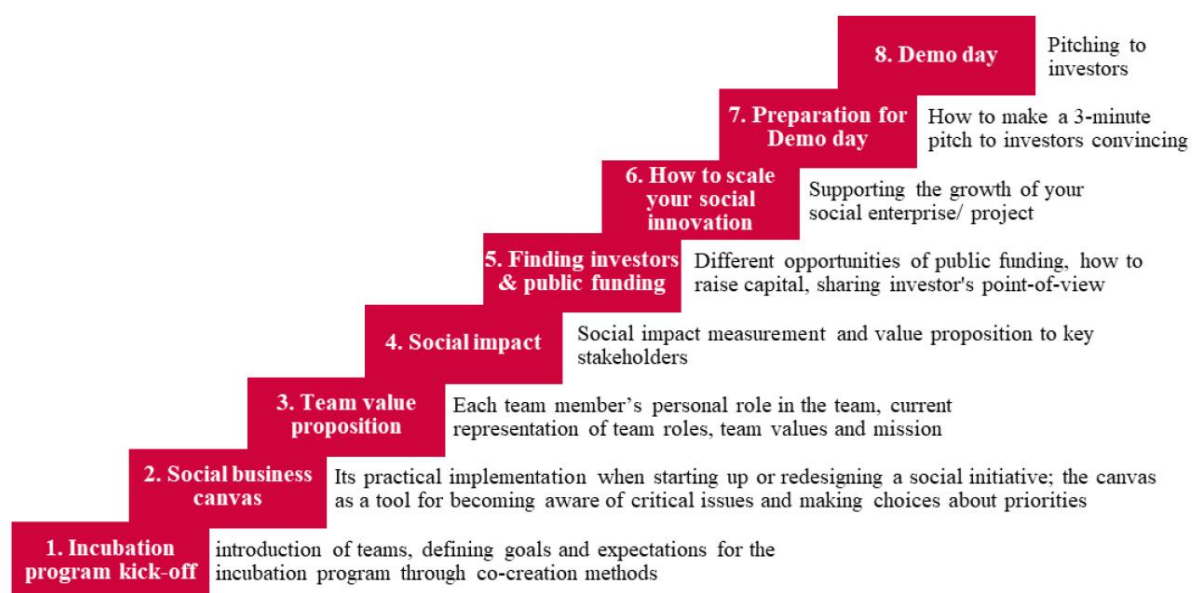 8. Demo day
Pitching to
investors
7. Preparation for
Demo day
How to make a 3-minute
pitch to investors convincing
6. How to scale
your social
innovation
Supporting the growth of your
social enterprise/ project
5. Finding investors
& public funding
Different opportunities of public funding, how to
raise capital, sharing investor's point-of-view
4. Social impact
Social impact measurement and value proposition to key
stakeholders
3. Team value
proposition
Each team member’s personal role in the team, current
representation of team roles, team values and mission
2. Social business
canvas
Its practical implementation when starting up or redesigning a social initiative; the canvas
as a tool for becoming aware of critical issues and making choices about priorities
1. Incubation
program kick-off
introduction of teams, defining goals and expectations for the
incubation program through co-creation methods